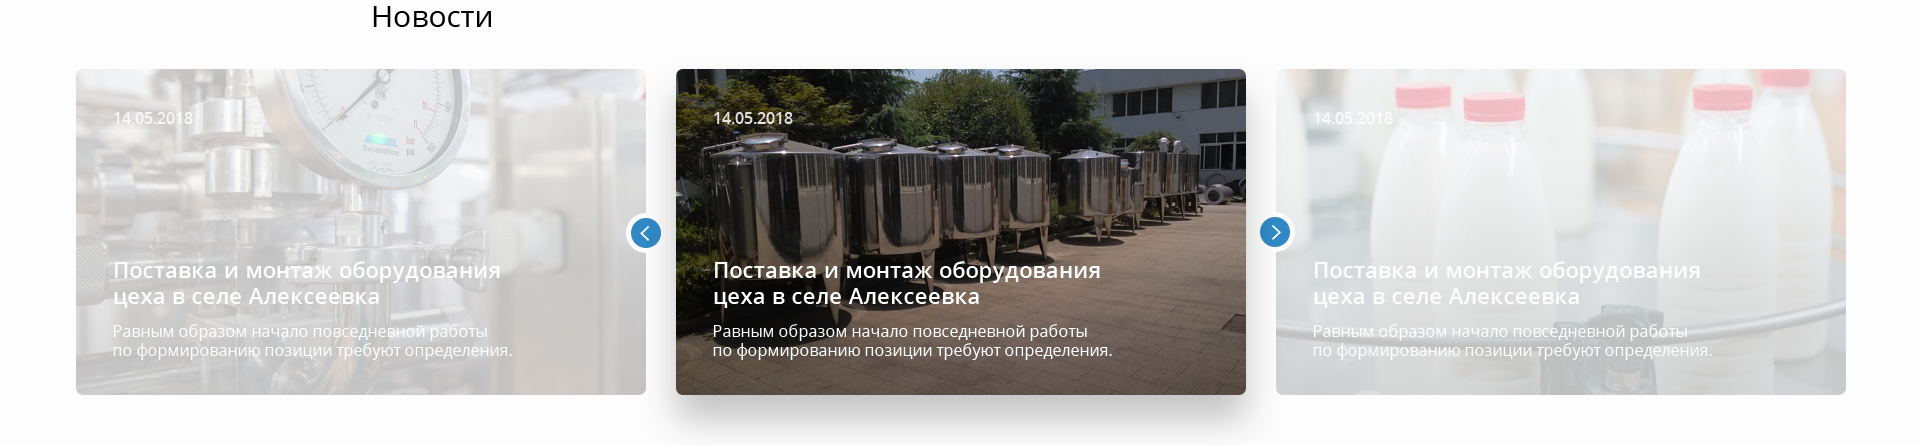 Новости
14.05.2018
Поставка и монтаж оборудования
цеха в селе Алексеевка
Равным образом начало повседневной работы
по формированию позиции требуют определения.
14.05.2018
Поставка и монтаж оборудования
цеха в селе Алексеевка
Равным образом начало повседневной работы
по формированию позиции требуют определения.
14.05.2018
Поставка и монтаж оборудования
цеха в селе Алексеевка
Равным образом начало повседневной работы
по формированию позиции требуют определения.